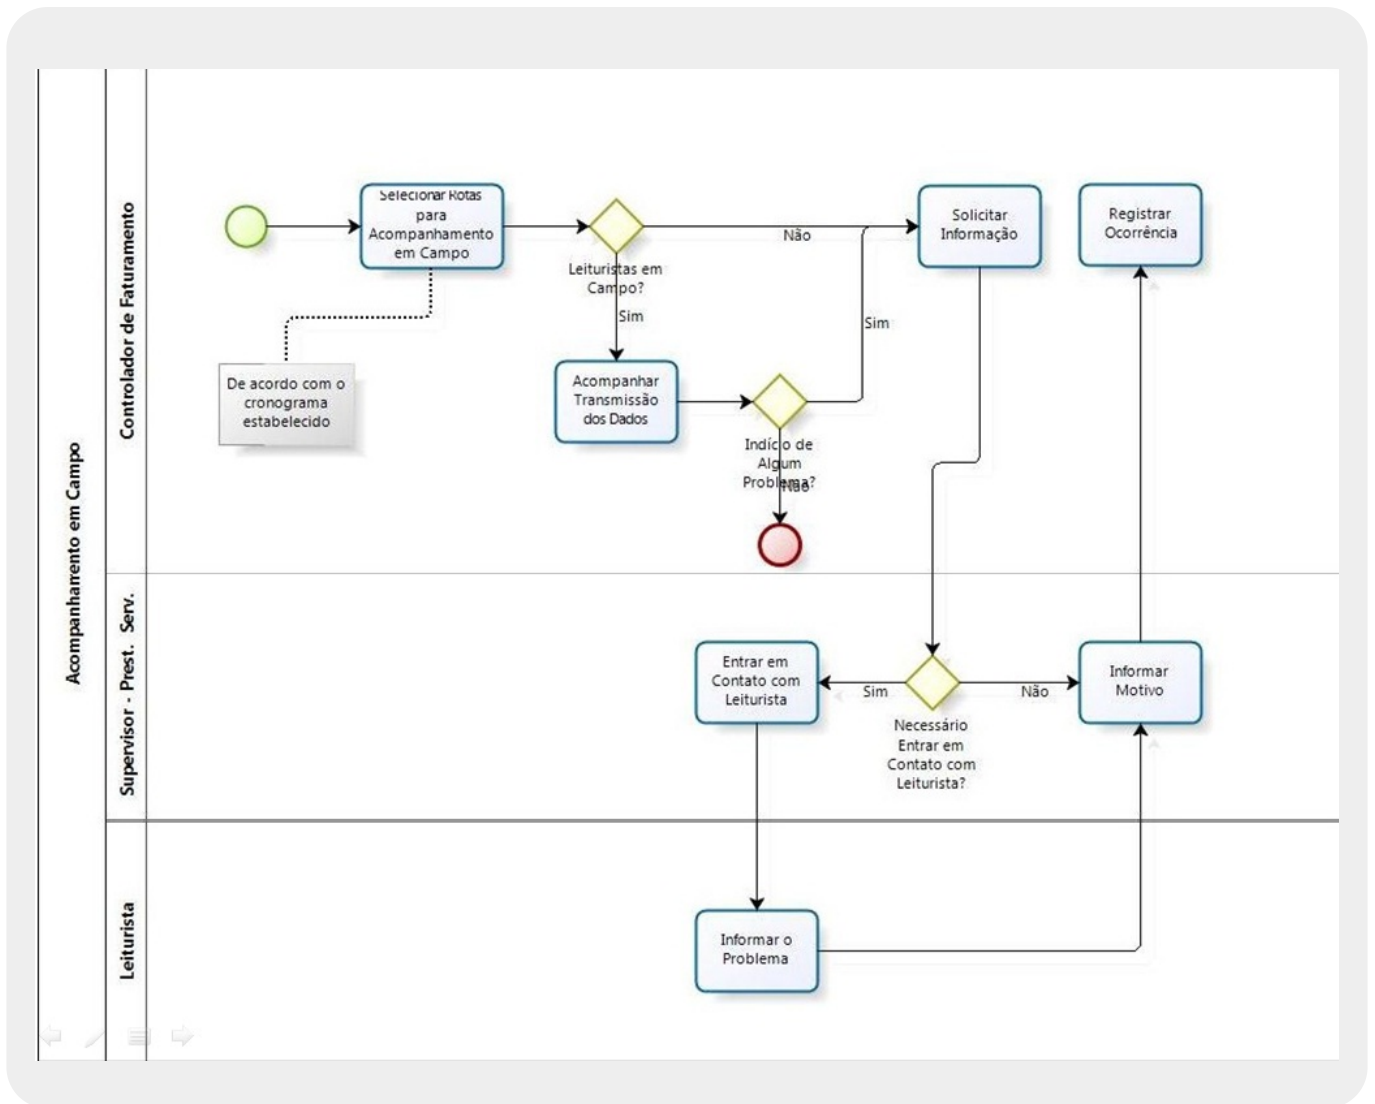 Acompanhamento em Campo
Controlador de Faturamento
Selecionar Rotas
para
Acompanhamento
em Campo
De acordo com o
cronograma
estabelecido
Leituristas em
Campo?
Não
Sim
Acompanhar
Transmissão
dos Dados
Indício de
Algum
Problema?
Não
Sim
Solicitar
Informação
Registrar
Ocorrência
Supervisor - Prest. Serv.
Entrar em
Contato com
Leiturista
Sim
Necessário
Entrar em
Contato com
Leiturista?
Não
Informar
Motivo
Leiturista
Informar o
Problema